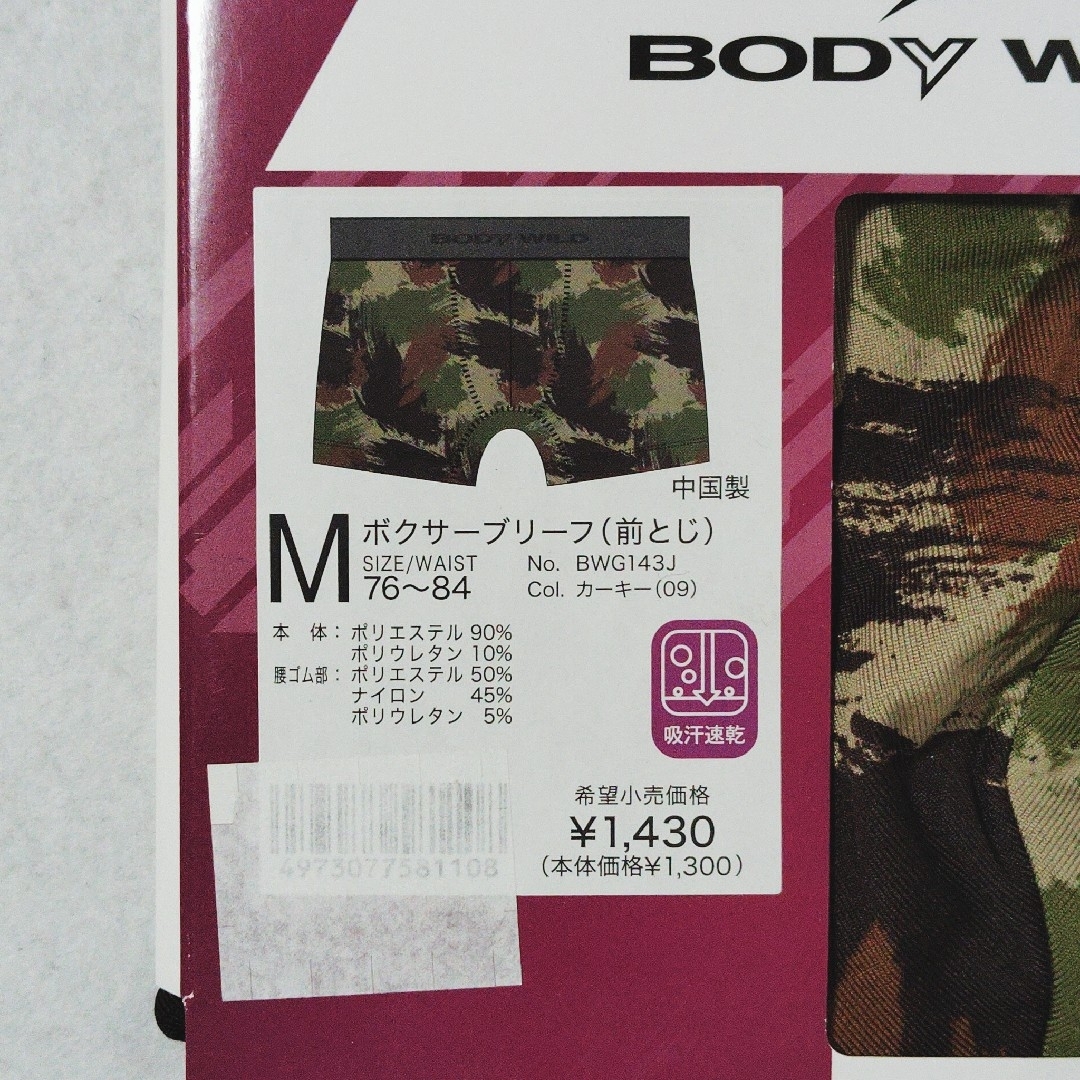 BODY W
BODY WILD
中国製
M ボクサーブリーフ(前とじ)
SIZE/WAIST No. BWG143J
76〜84 Col. カーキー(09)
本 体: ポリエステル 90%
ポリウレタン 10%
腰ゴム部: ポリエステル 50%
ナイロン 45%
ポリウレタン 5%
吸汗速乾
希望小売価格
¥1,430
(本体価格¥1,300)
4973077581108